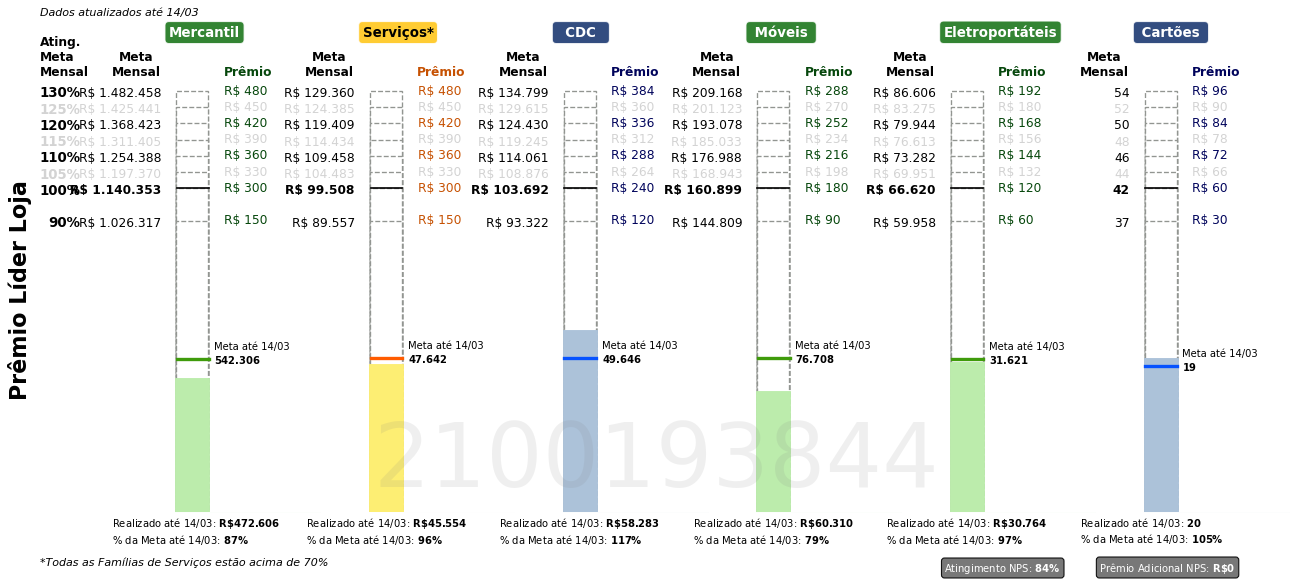 Dados atualizados até 14/03
Mercantil Serviços* CDC Móveis Eletroportáteis Cartões
Ating. Meta Mensal
Meta Mensal Prêmio Meta Mensal Prêmio Meta Mensal Prêmio Meta Mensal Prêmio Meta Mensal Prêmio Meta Mensal Prêmio
130% R$ 1.482.458 R$ 480 R$ 129.360 R$ 480 R$ 134.799 R$ 384 R$ 209.168 R$ 288 R$ 86.606 R$ 192 54 R$ 96
125% R$ 1.425.441 R$ 450 R$ 124.385 R$ 450 R$ 129.615 R$ 360 R$ 201.123 R$ 270 R$ 83.275 R$ 180 52 R$ 90
120% R$ 1.368.423 R$ 420 R$ 119.409 R$ 420 R$ 124.430 R$ 336 R$ 193.078 R$ 252 R$ 79.944 R$ 168 50 R$ 84
115% R$ 1.311.405 R$ 390 R$ 114.434 R$ 390 R$ 119.245 R$ 312 R$ 185.033 R$ 234 R$ 76.613 R$ 156 48 R$ 78
110% R$ 1.254.388 R$ 360 R$ 109.458 R$ 360 R$ 114.061 R$ 288 R$ 176.988 R$ 216 R$ 73.282 R$ 144 46 R$ 72
105% R$ 1.197.370 R$ 330 R$ 104.483 R$ 330 R$ 108.876 R$ 264 R$ 168.943 R$ 198 R$ 69.951 R$ 132 44 R$ 66
100% R$ 1.140.353 R$ 300 R$ 99.508 R$ 300 R$ 103.692 R$ 240 R$ 160.899 R$ 180 R$ 66.620 R$ 120 42 R$ 60
90% R$ 1.026.317 R$ 150 R$ 89.557 R$ 150 R$ 93.322 R$ 120 R$ 144.809 R$ 90 R$ 59.958 R$ 60 37 R$ 30
Prêmio Líder Loja
Meta até 14/03 Meta até 14/03 Meta até 14/03 Meta até 14/03 Meta até 14/03 Meta até 14/03
542.306 47.642 49.646 76.708 31.621 19
2100193844
Realizado até 14/03: R$472.606 Realizado até 14/03: R$45.554 Realizado até 14/03: R$58.283 Realizado até 14/03: R$60.310 Realizado até 14/03: R$30.764 Realizado até 14/03: 20
% da Meta até 14/03: 87% % da Meta até 14/03: 96% % da Meta até 14/03: 117% % da Meta até 14/03: 79% % da Meta até 14/03: 97% % da Meta até 14/03: 105%
*Todas as Famílias de Serviços estão acima de 70% Atingimento NPS: 84% Prêmio Adicional NPS: R$0